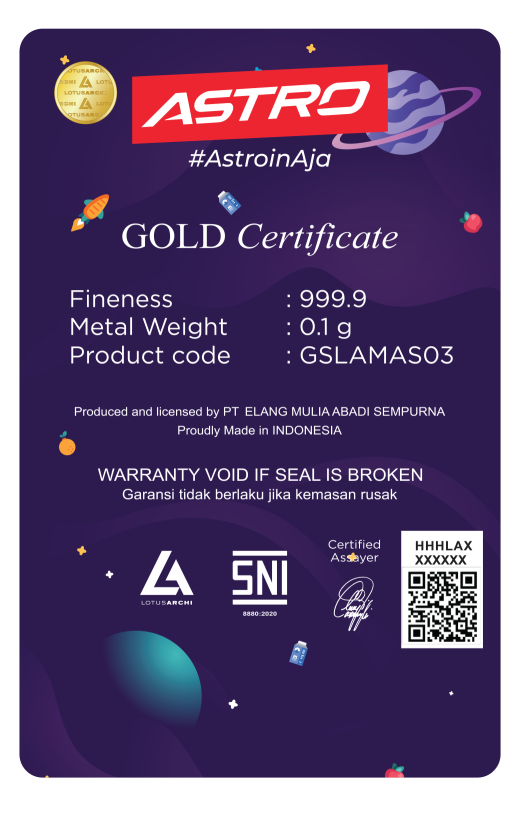 LOTUSARCHI
ASTRO
#AstroinAja
GOLD Certificate
Fineness : 999.9
Metal Weight : 0.1 g
Product code : GSLAMAS03
Produced and licensed by PT ELANG MULIA ABADI SEMPURNA
Proudly Made in INDONESIA
WARRANTY VOID IF SEAL IS BROKEN
Garansi tidak berlaku jika kemasan rusak
Certified
Assayer
HHHLAX
XXXXXX
LOTUSARCHI
SNI
8880:2020